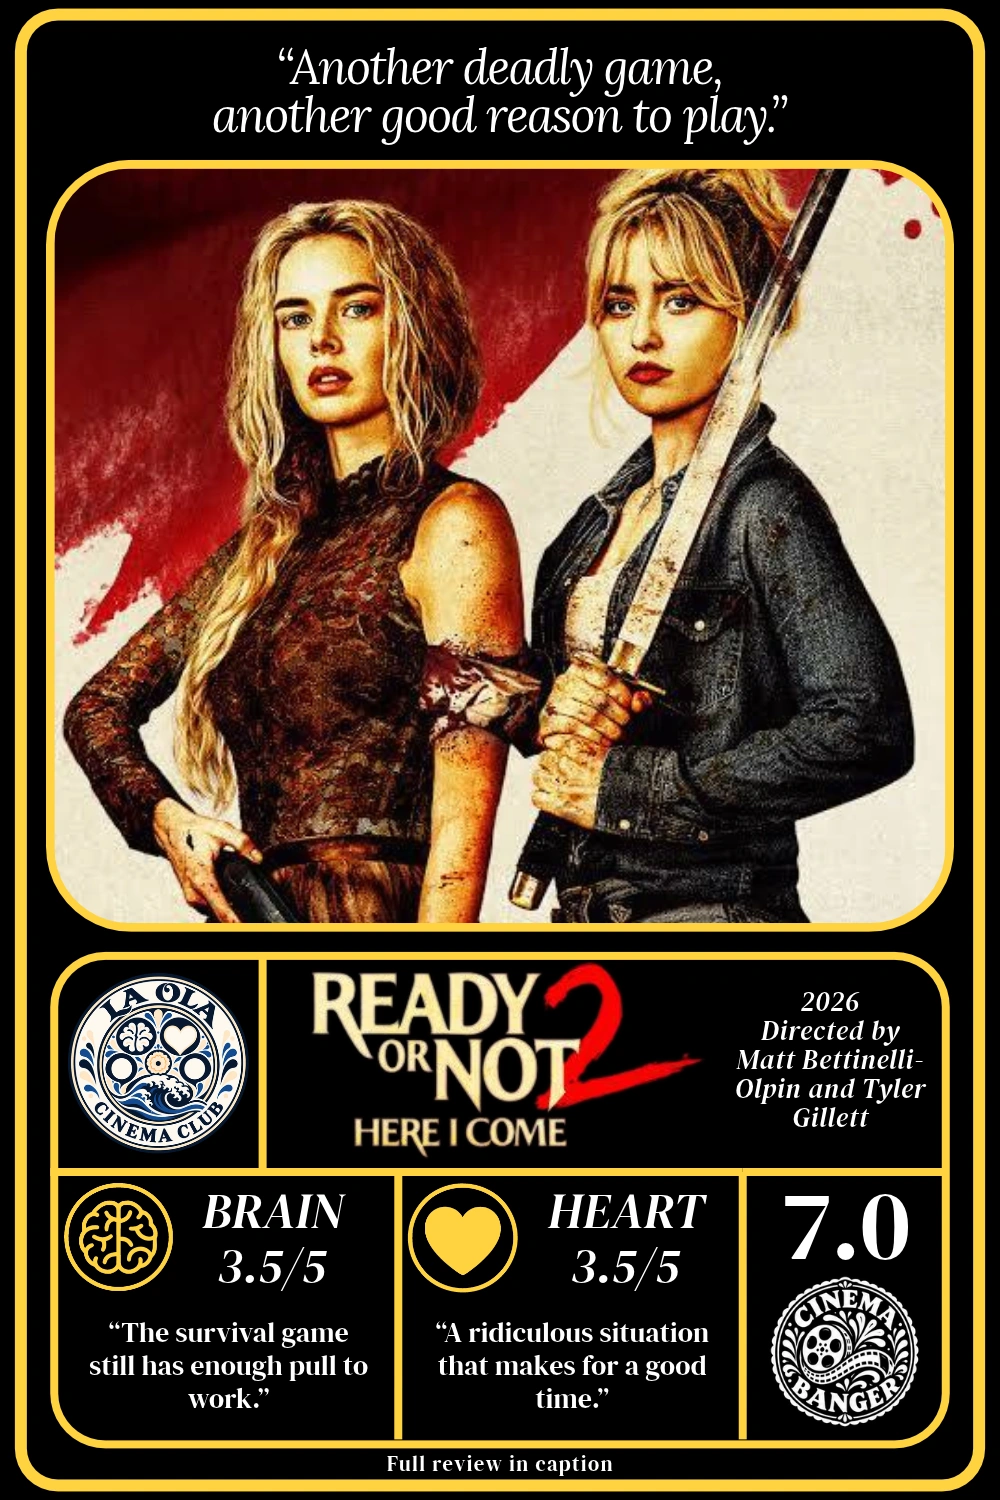 “Another deadly game,
another good reason to play.”
LA OLA
CINEMA CLUB
READY
OR NOT 2
HERE I COME
2026
Directed by
Matt Bettinelli-
Olpin and Tyler
Gillett
BRAIN
3.5/5
“The survival game
still has enough pull to
work.”
HEART
3.5/5
“A ridiculous situation
that makes for a good
time.”
7.0
CINEMA
BANGER
Full review in caption